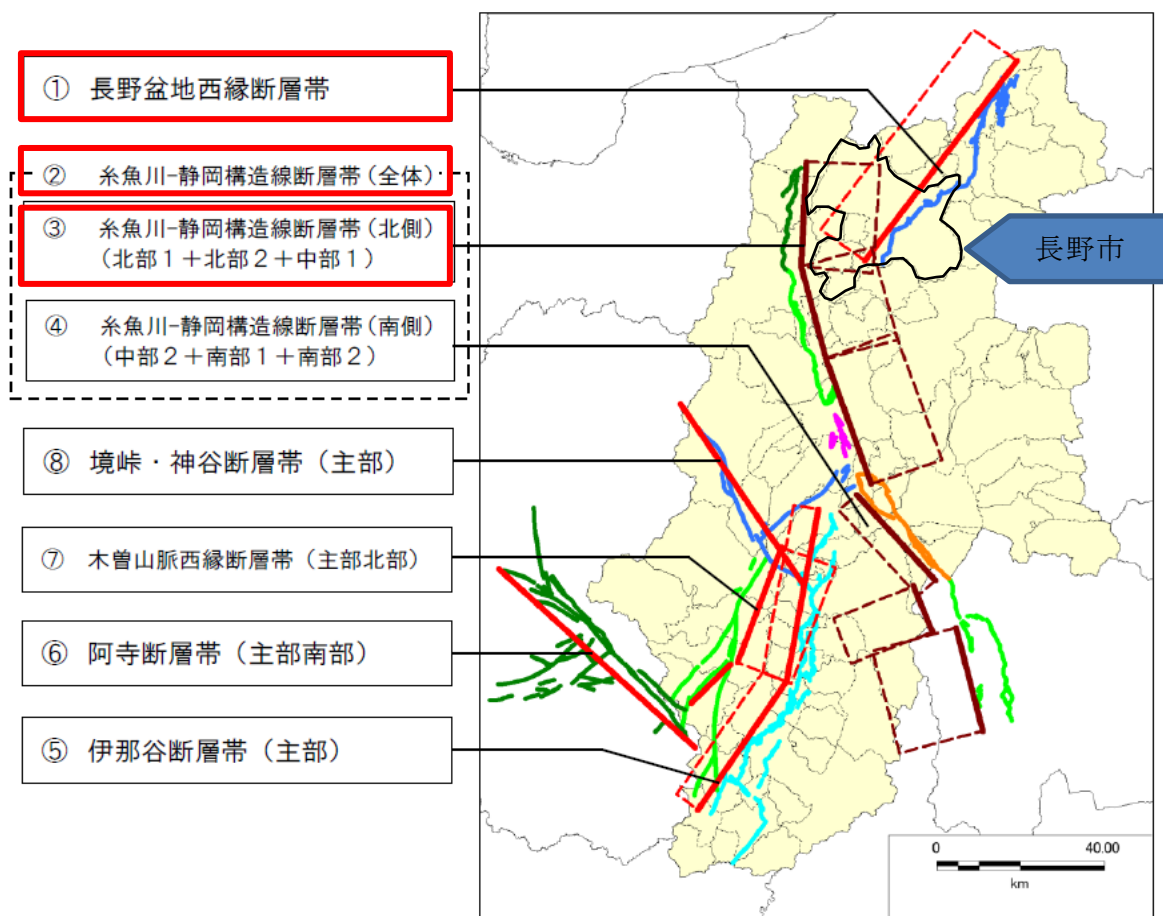 ① 長野盆地西縁断層帯
② 糸魚川-静岡構造線断層帯(全体)
③ 糸魚川-静岡構造線断層帯(北側)
(北部1+北部2+中部1)
④ 糸魚川-静岡構造線断層帯(南側)
(中部2+南部1+南部2)
⑧ 境峠・神谷断層帯(主部)
⑦ 木曽山脈西縁断層帯(主部北部)
⑥ 阿寺断層帯(主部南部)
⑤ 伊那谷断層帯(主部)
長野市
0 40.00
km